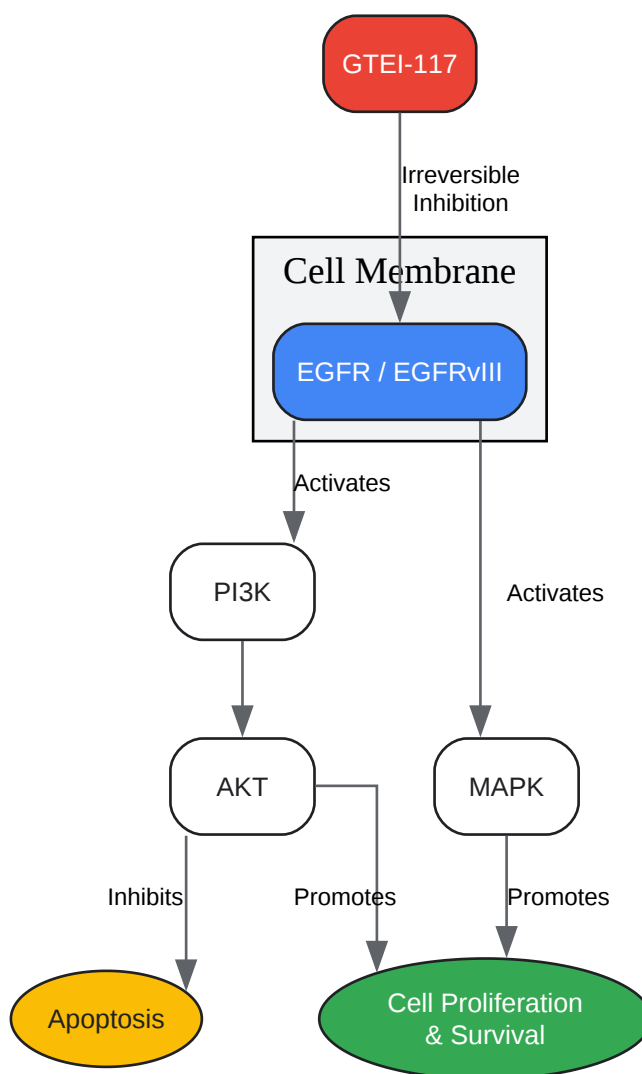 GTEI-117
Irreversible
Inhibition
Cell Membrane
EGFR / EGFRvIII
Activates
PI3K
Activates
AKT
MAPK
Inhibits
Promotes
Promotes
Apoptosis
Cell Proliferation
& Survival